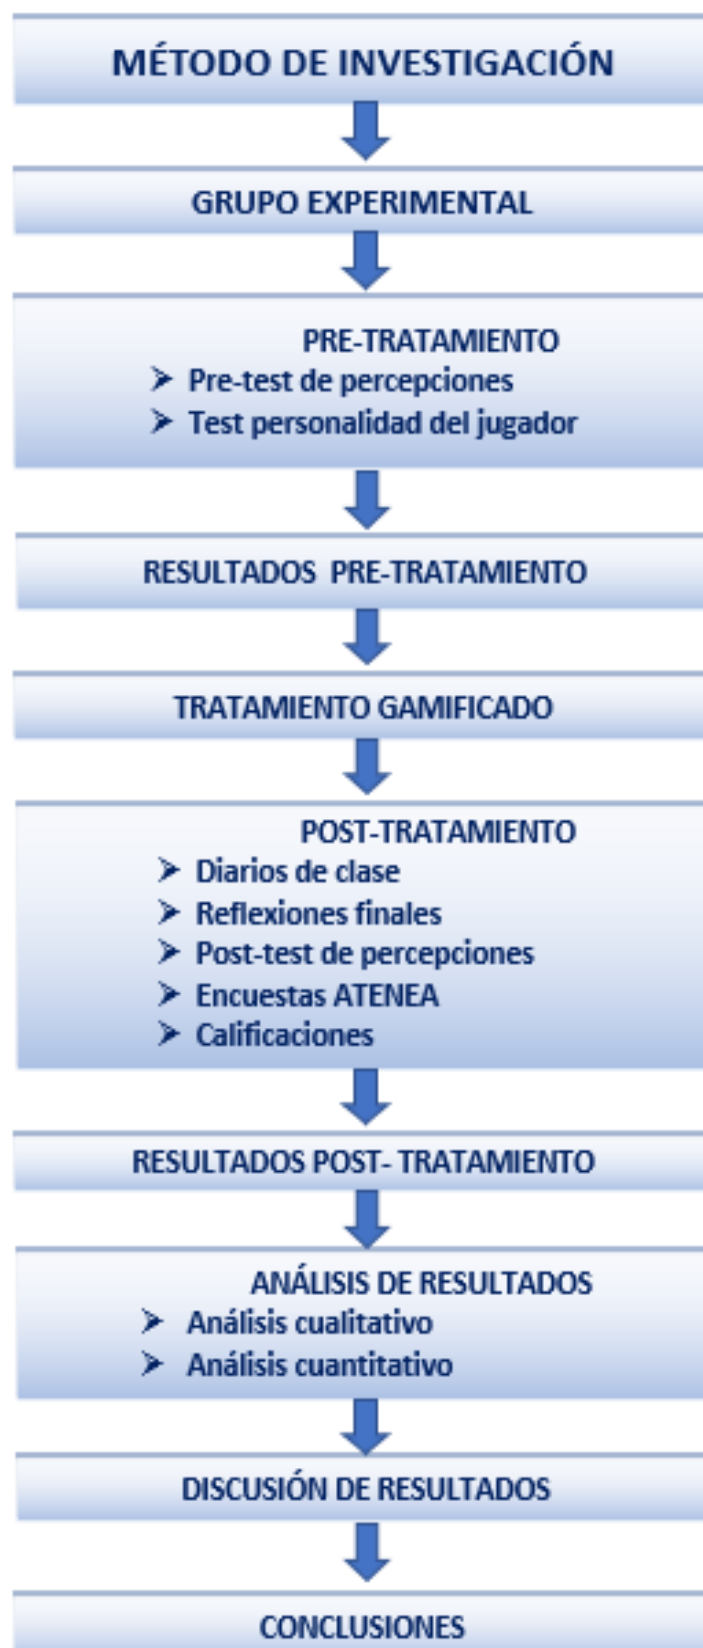 MÉTODO DE INVESTIGACIÓN
GRUPO EXPERIMENTAL
PRE-TRATAMIENTO
➢ Pre-test de percepciones
➢ Test personalidad del jugador
RESULTADOS PRE-TRATAMIENTO
TRATAMIENTO GAMIFICADO
POST-TRATAMIENTO
➢ Diarios de clase
➢ Reflexiones finales
➢ Post-test de percepciones
➢ Encuestas ATENEA
➢ Calificaciones
RESULTADOS POST- TRATAMIENTO
ANÁLISIS DE RESULTADOS
➢ Análisis cualitativo
➢ Análisis cuantitativo
DISCUSIÓN DE RESULTADOS
CONCLUSIONES